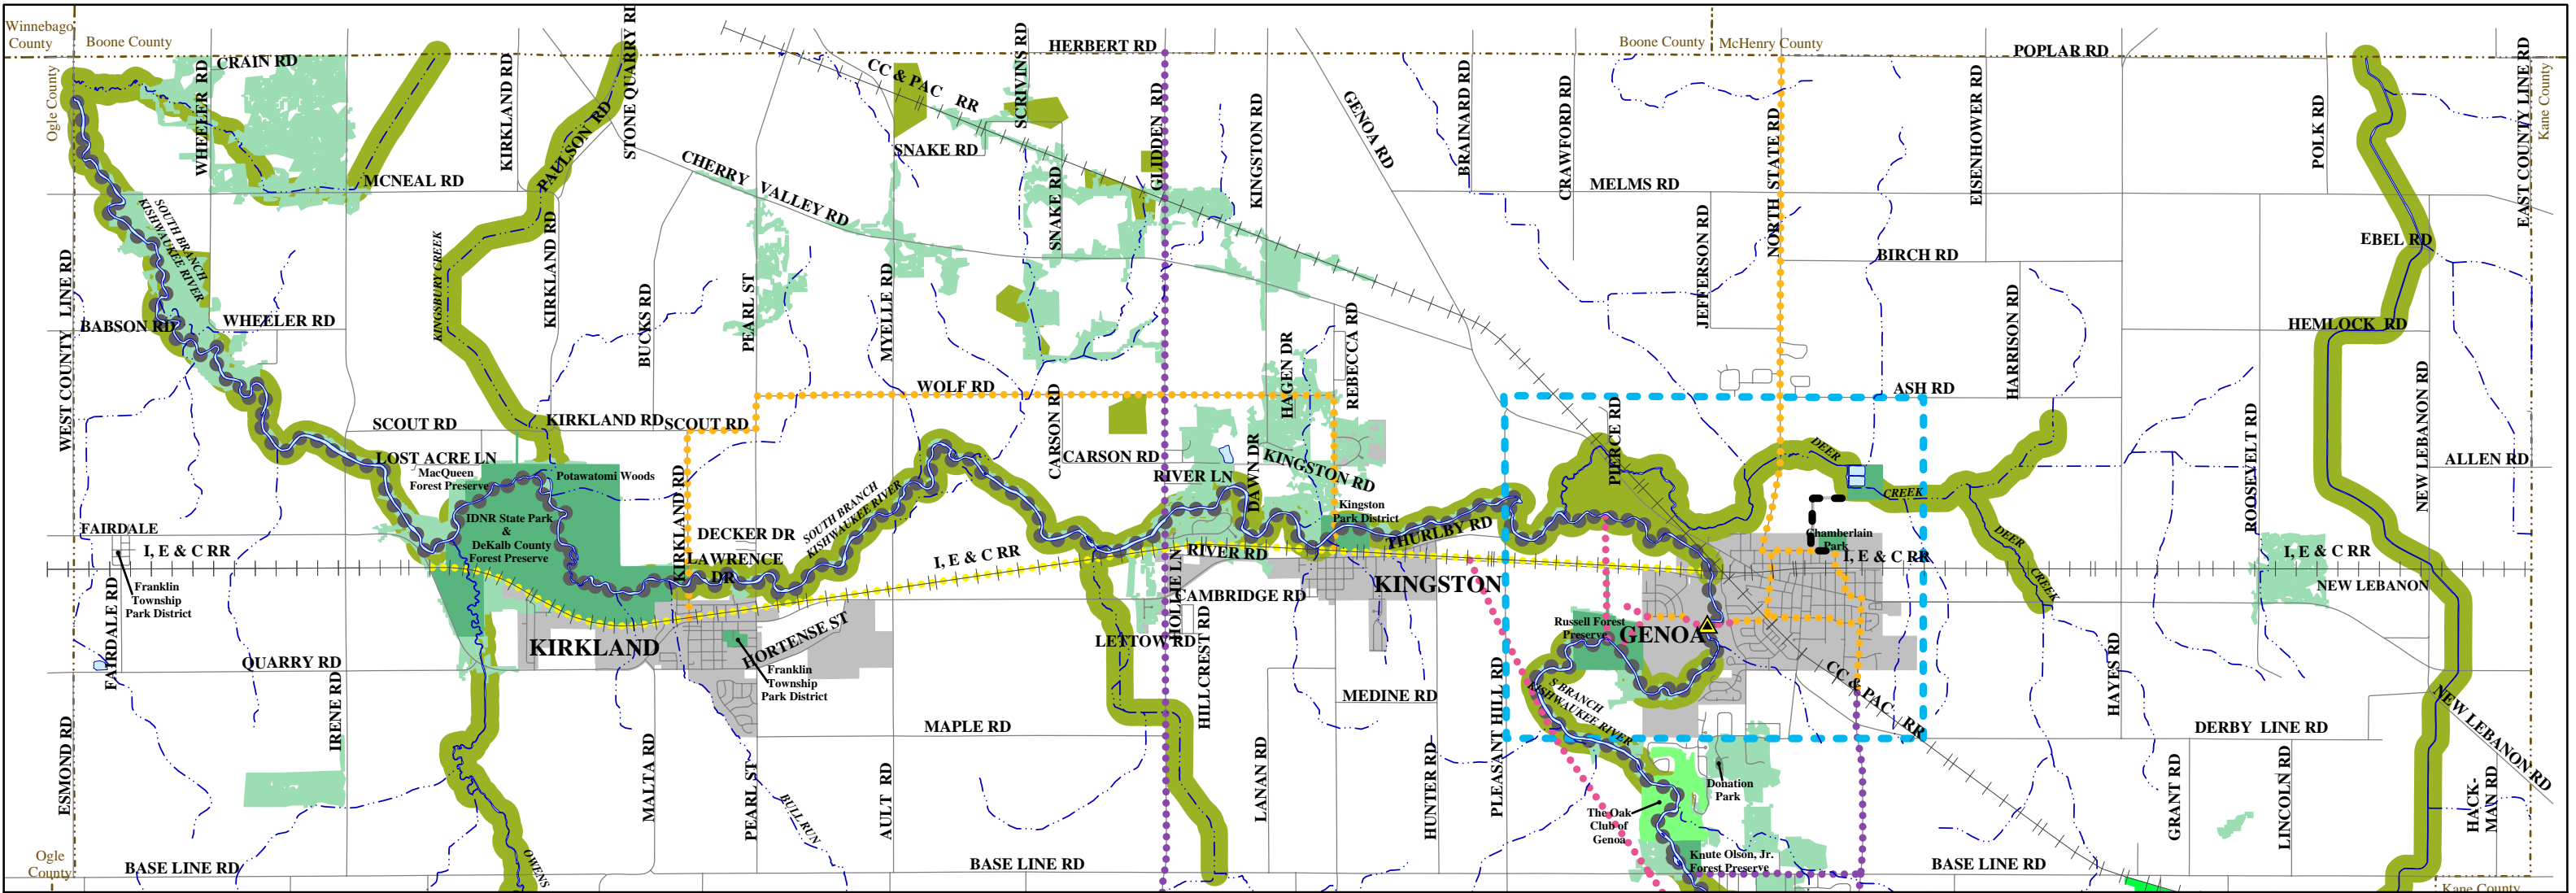 Winnebago
County
Boone County
Ogle County
CRAIN RD
WHEELER RD
KIRKLAND RD
STONE QUARRY RD
PAULSON RD
MCNEAL RD
CC & PAC RR
SCRIVINS RD
HERBERT RD
GLIDDEN RD
KINGSTON RD
GENOA RD
BRAINARD RD
CRAWFORD RD
Boone County
McHenry County
NORTH STATE RD
POPLAR RD
EISENHOWER RD
POLK RD
EAST COUNTY LINE RD
Kane County
SNAKE RD
CHERRY VALLEY RD
SNAKE RD
MELMS RD
JEFFERSON RD
BIRCH RD
EBEL RD
SOUTH BRANCH
KISHWAUKEE RIVER
KINGSBURY CREEK
KIRKLAND RD
WEST COUNTY LINE RD
BABSON RD
WHEELER RD
BUCKS RD
PEARL ST
MYELLE RD
HAGEN DR
REBECCA RD
HARRISON RD
HEMLOCK RD
NEW LEBANON RD
WOLF RD
ASH RD
SCOUT RD
KIRKLAND RD
SCOUT RD
CARSON RD
CARSON RD
DAWN DR
KINGSTON RD
PIERCE RD
ROOSEVELT RD
ALLEN RD
LOST ACRE LN
MacQueen
Forest Preserve
Potawatomi Woods
KIRKLAND RD
RIVER LN
DEER
CREEK
IDNR State Park
&
DeKalb County
Forest Preserve
DECKER DR
SOUTH BRANCH
KISHWAUKEE RIVER
Kingston
Park District
THURLBY RD
Chamberlain
Park
DEER
CREEK
FAIRDALE
I, E & C RR
LAWRENCE
DR
I, E & C RR
RIVER RD
I, E & C RR
I, E & C RR
NEW LEBANON
Franklin
Township
Park District
FAIRDALE RD
KINGSTON
CAMBRIDGE RD
HOLLIE LN
HILLCREST RD
LETTOW RD
Russell Forest
Preserve
GENOA
KIRKLAND
HORTENSE ST
Franklin
Township
Park District
QUARRY RD
IRENE RD
MEDINE RD
PLEASANT HILL RD
S BRANCH
KISHWAUKEE RIVER
CC & PAC RR
HAYES RD
NEW LEBANON RD
ESMOND RD
MALTA RD
PEARL ST
BULL RUN
AULT RD
MAPLE RD
LANAN RD
HUNTER RD
DERBY LINE RD
GRANT RD
LINCOLN RD
HACK-
MAN RD
Donation
Park
The Oak
Club of
Genoa
Knute Olson, Jr.
Forest Preserve
Ogle
County
BASE LINE RD
OWENS
BASE LINE RD
BASE LINE RD
Kane County